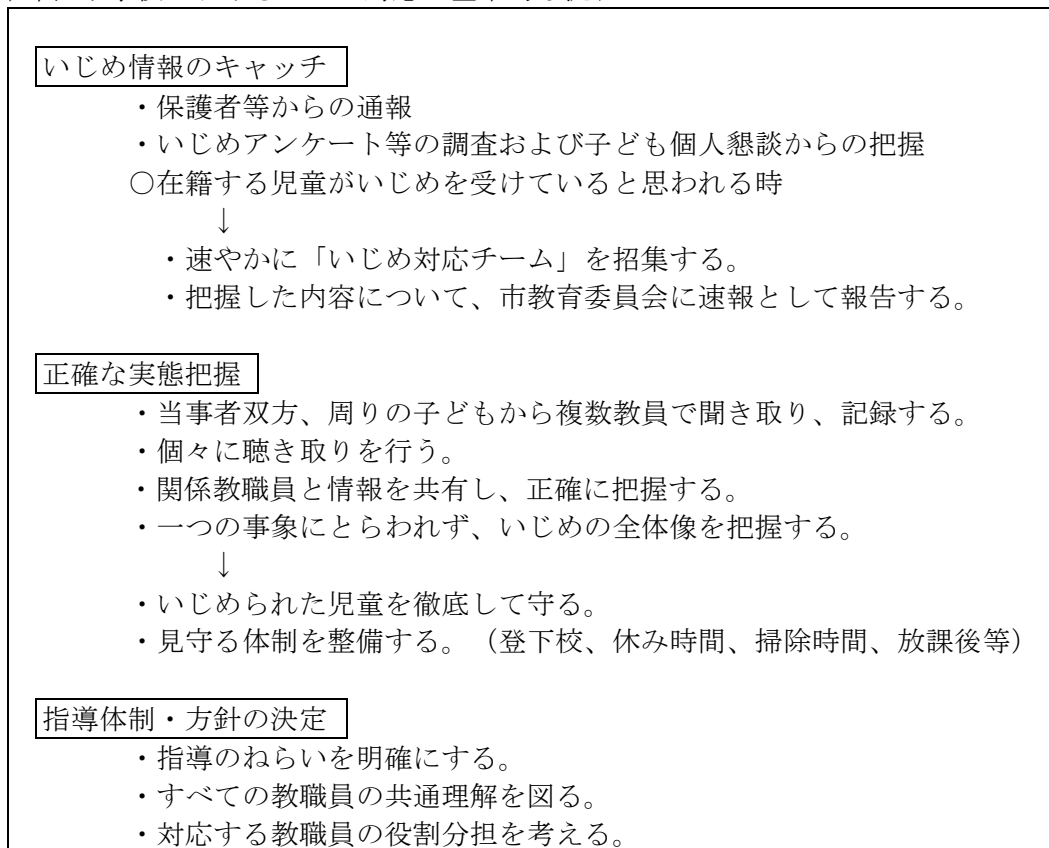 いじめ情報のキャッチ
・保護者等からの通報
・いじめアンケート等の調査および子ども個人懇談からの把握
○在籍する児童がいじめを受けていると思われる時
↓
・速やかに「いじめ対応チーム」を招集する。
・把握した内容について、市教育委員会に速報として報告する。
正確な実態把握
・当事者双方、周りの子どもから複数教員で聞き取り、記録する。
・個々に聴き取りを行う。
・関係教職員と情報を共有し、正確に把握する。
・一つの事象にとらわれず、いじめの全体像を把握する。
↓
・いじめられた児童を徹底して守る。
・見守る体制を整備する。（登下校、休み時間、掃除時間、放課後等）
指導体制・方針の決定
・指導のねらいを明確にする。
・すべての教職員の共通理解を図る。
・対応する教職員の役割分担を考える。